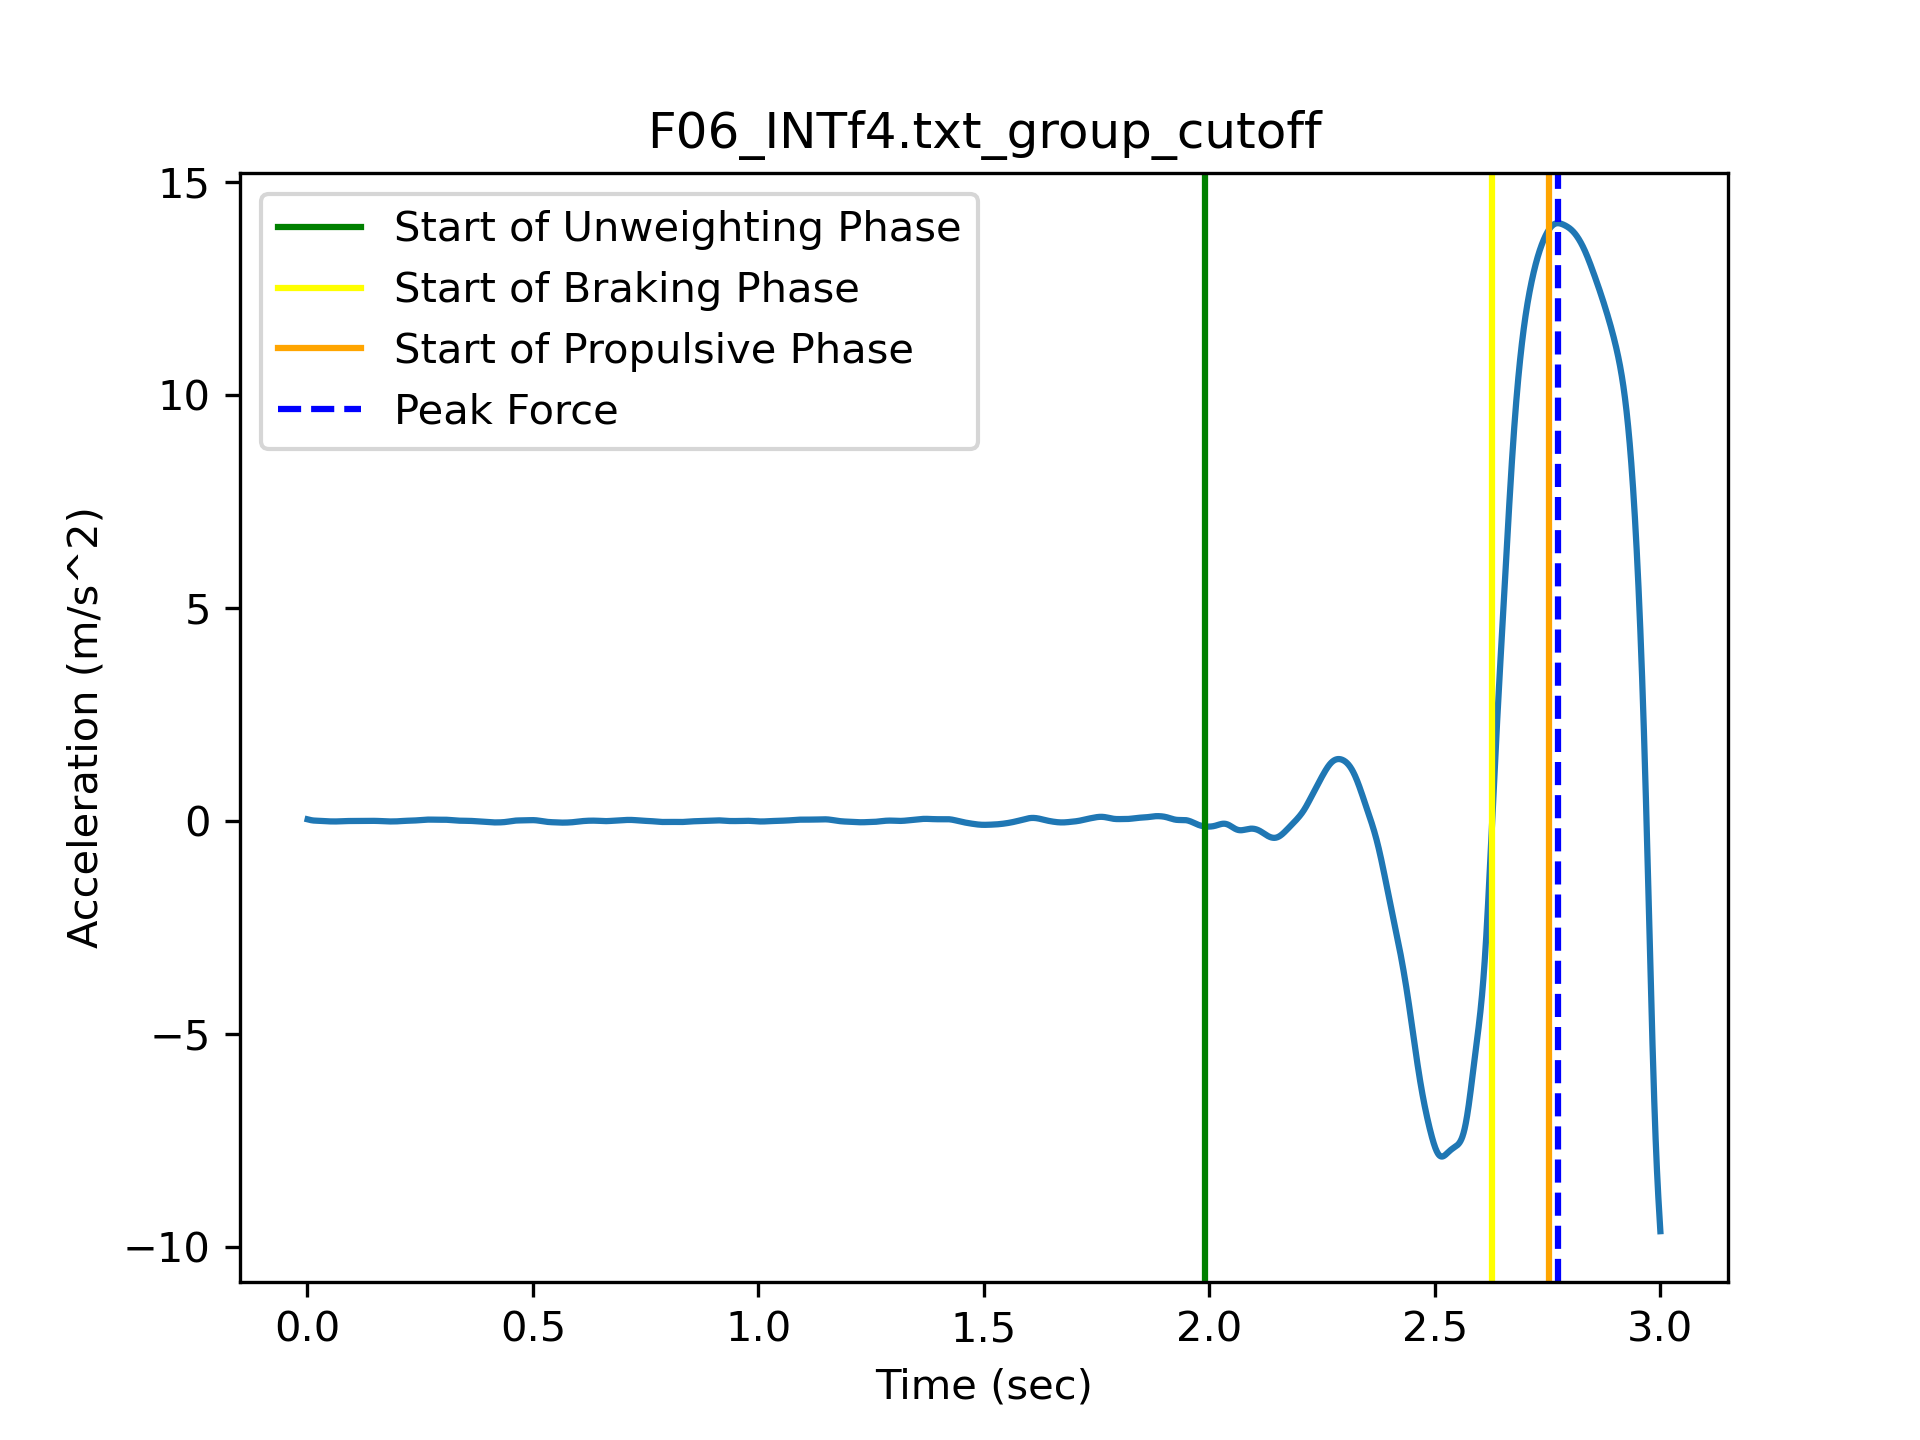 F06_INTf4.txt_group_cutoff
Start of Unweighting Phase
Start of Braking Phase
Start of Propulsive Phase
Peak Force
Acceleration (m/s^2)
15
10
5
0
−5
−10
0.0 0.5 1.0 1.5 2.0 2.5 3.0
Time (sec)